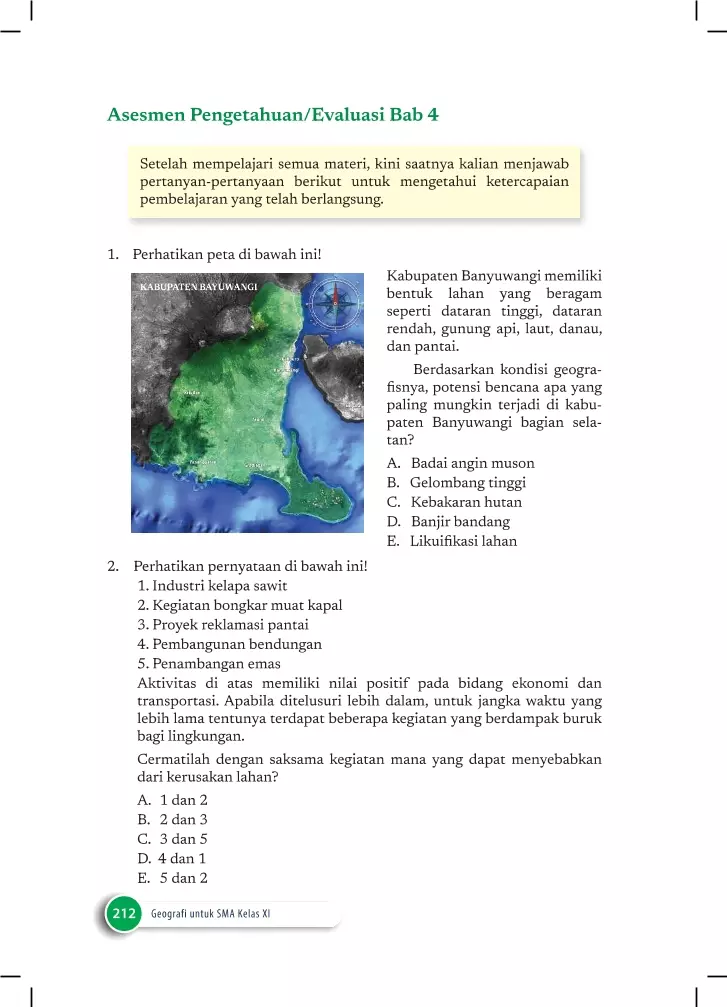 Asesmen Pengetahuan/Evaluasi Bab 4
Setelah mempelajari semua materi, kini saatnya kalian menjawab
pertanyan-pertanyaan berikut untuk mengetahui ketercapaian
pembelajaran yang telah berlangsung.
1. Perhatikan peta di bawah ini!
KABUPATEN BAYUWANGI
Kabupaten Banyuwangi memiliki
bentuk lahan yang beragam
seperti dataran tinggi, dataran
rendah, gunung api, laut, danau,
dan pantai.
Berdasarkan kondisi geogra-
fisnya, potensi bencana apa yang
paling mungkin terjadi di kabu-
paten Banyuwangi bagian sela-
tan?
A. Badai angin muson
B. Gelombang tinggi
C. Kebakaran hutan
D. Banjir bandang
E. Likuifikasi lahan
2. Perhatikan pernyataan di bawah ini!
1. Industri kelapa sawit
2. Kegiatan bongkar muat kapal
3. Proyek reklamasi pantai
4. Pembangunan bendungan
5. Penambangan emas
Aktivitas di atas memiliki nilai positif pada bidang ekonomi dan
transportasi. Apabila ditelusuri lebih dalam, untuk jangka waktu yang
lebih lama tentunya terdapat beberapa kegiatan yang berdampak buruk
bagi lingkungan.
Cermatilah dengan saksama kegiatan mana yang dapat menyebabkan
dari kerusakan lahan?
A. 1 dan 2
B. 2 dan 3
C. 3 dan 5
D. 4 dan 1
E. 5 dan 2
212 Geografi untuk SMA Kelas XI